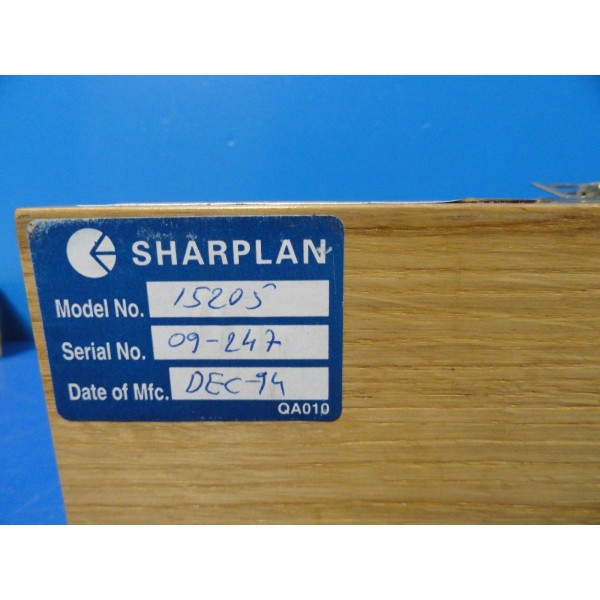 SHARPLAN
Model No. 15205
Serial No. 09-247
Date of Mfc. DEC-94
QA010